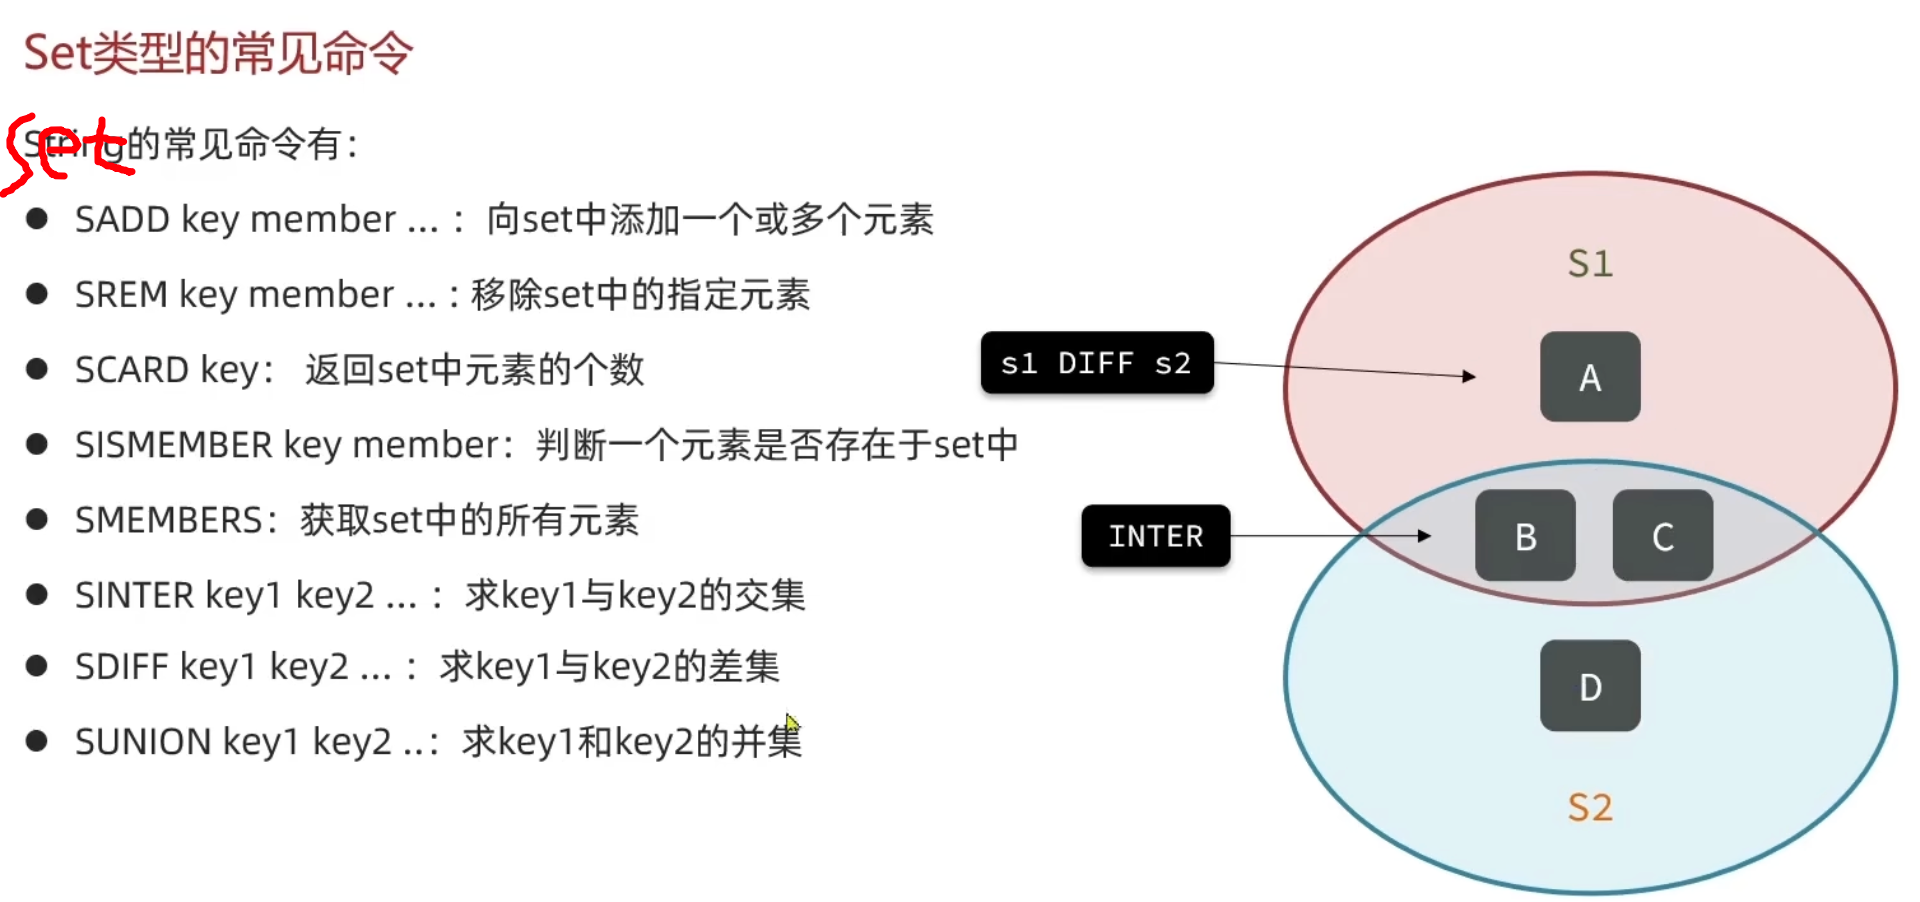 Set类型的常见命令
set
String的常见命令有：
SADD key member ... ：向set中添加一个或多个元素
SREM key member ... : 移除set中的指定元素
SCARD key： 返回set中元素的个数
SISMEMBER key member：判断一个元素是否存在于set中
SMEMBERS：获取set中的所有元素
SINTER key1 key2 ... ：求key1与key2的交集
SDIFF key1 key2 ... ：求key1与key2的差集
SUNION key1 key2 ..：求key1和key2的并集
S1
s1 DIFF s2
A
INTER
B
C
D
S2